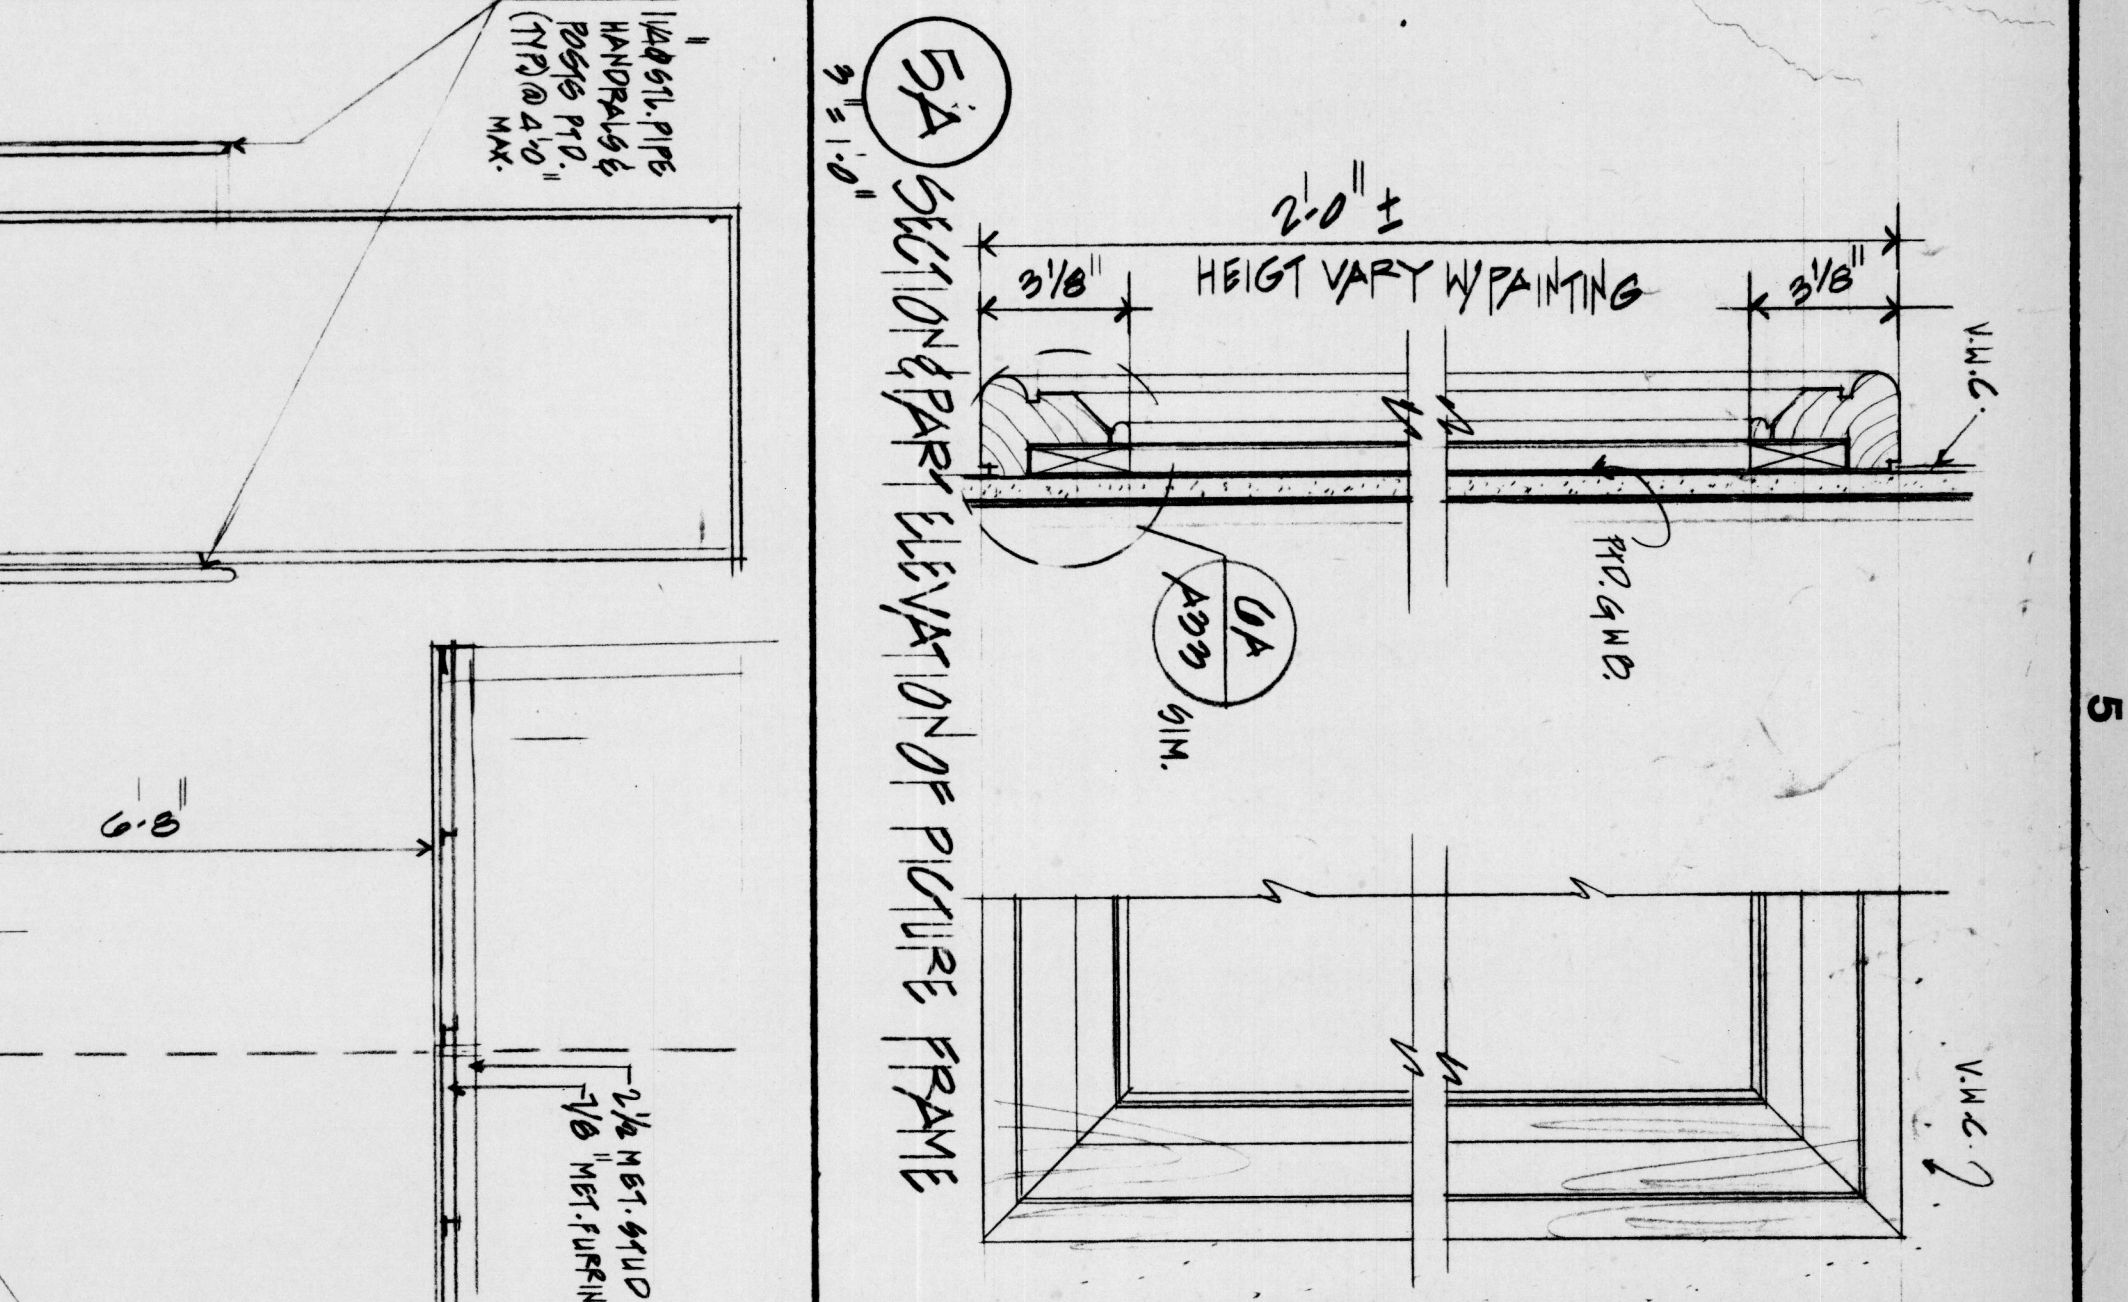 1 1/4"Ø STL. PIPE
HANDRAILS &
POSTS PTD.
(TYP.) @ 4'-0"
MAX.
6'-8"
2 1/2 MET. STUD
7/8" MET. FURRIN
5A
SECTION & PART ELEVATION OF PICTURE FRAME
3" = 1'-0"
2'-0" ±
3 1/8"
HEIGT VARY W/PAINTING
3 1/8"
V.W.C.
PTD. GWB.
6A
A33
SIM.
V.W.C.
5